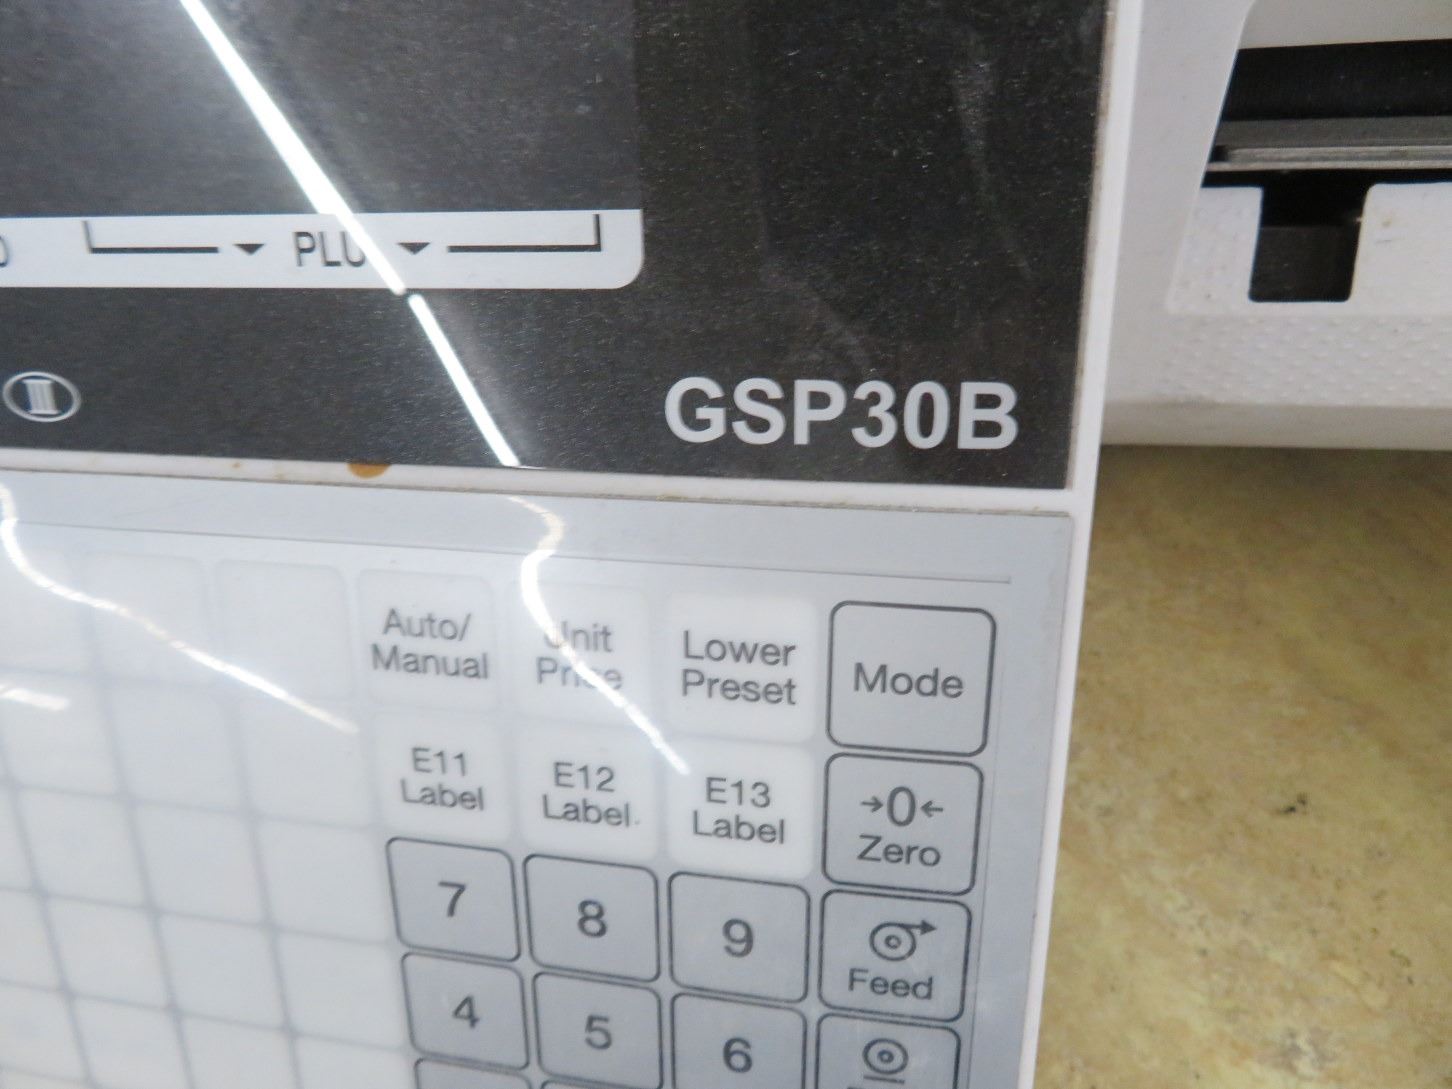 PLU
GSP30B
Auto/
Manual
Unit
Price
Lower
Preset
Mode
E11
Label
E12
Label
E13
Label
→0←
Zero
7
8
9
Feed
4
5
6